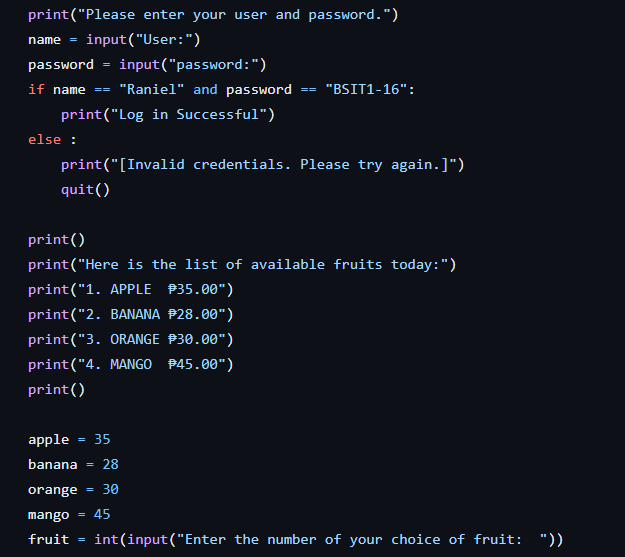 print("Please enter your user and password.")
name = input("User:")
password = input("password:")
if name == "Raniel" and password == "BSIT1-16":
    print("Log in Successful")
else :
    print("[Invalid credentials. Please try again.]")
    quit()

print()
print("Here is the list of available fruits today:")
print("1. APPLE  ₱35.00")
print("2. BANANA ₱28.00")
print("3. ORANGE ₱30.00")
print("4. MANGO  ₱45.00")
print()

apple = 35
banana = 28
orange = 30
mango = 45
fruit = int(input("Enter the number of your choice of fruit:  "))